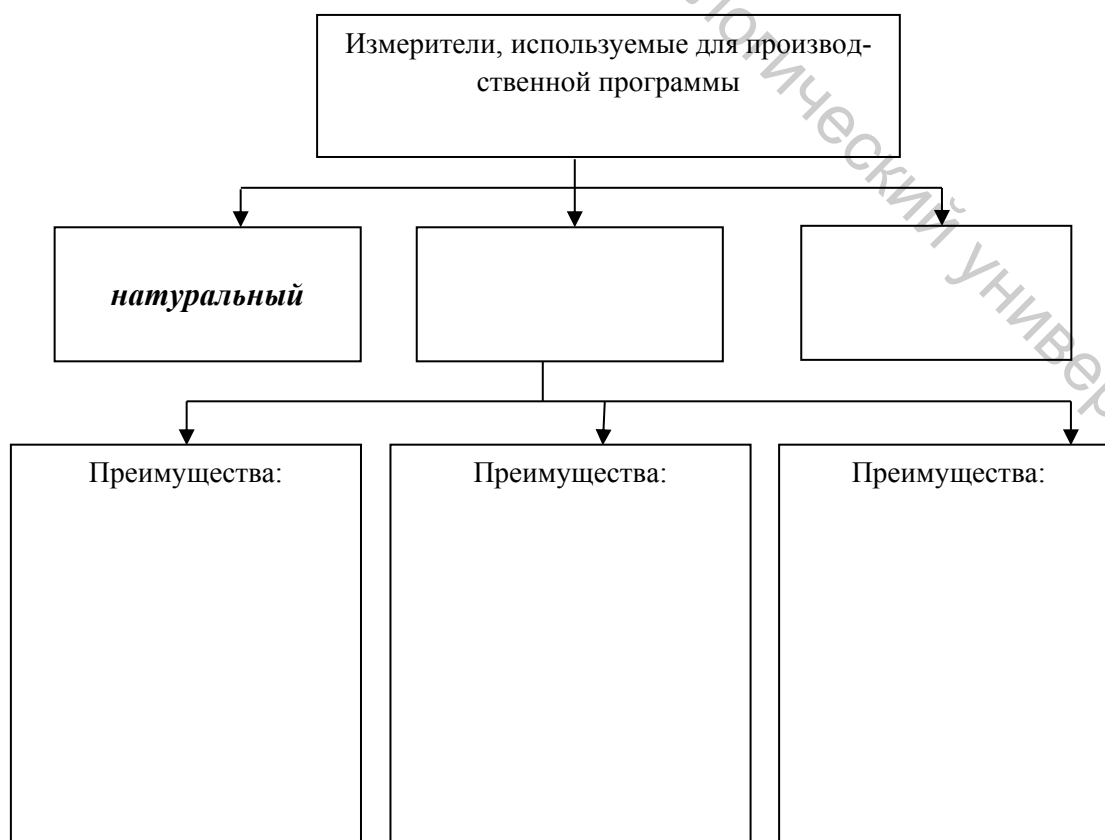 Измерители, используемые для производ-
ственной программы
натуральный
Преимущества:
Преимущества:
Преимущества: